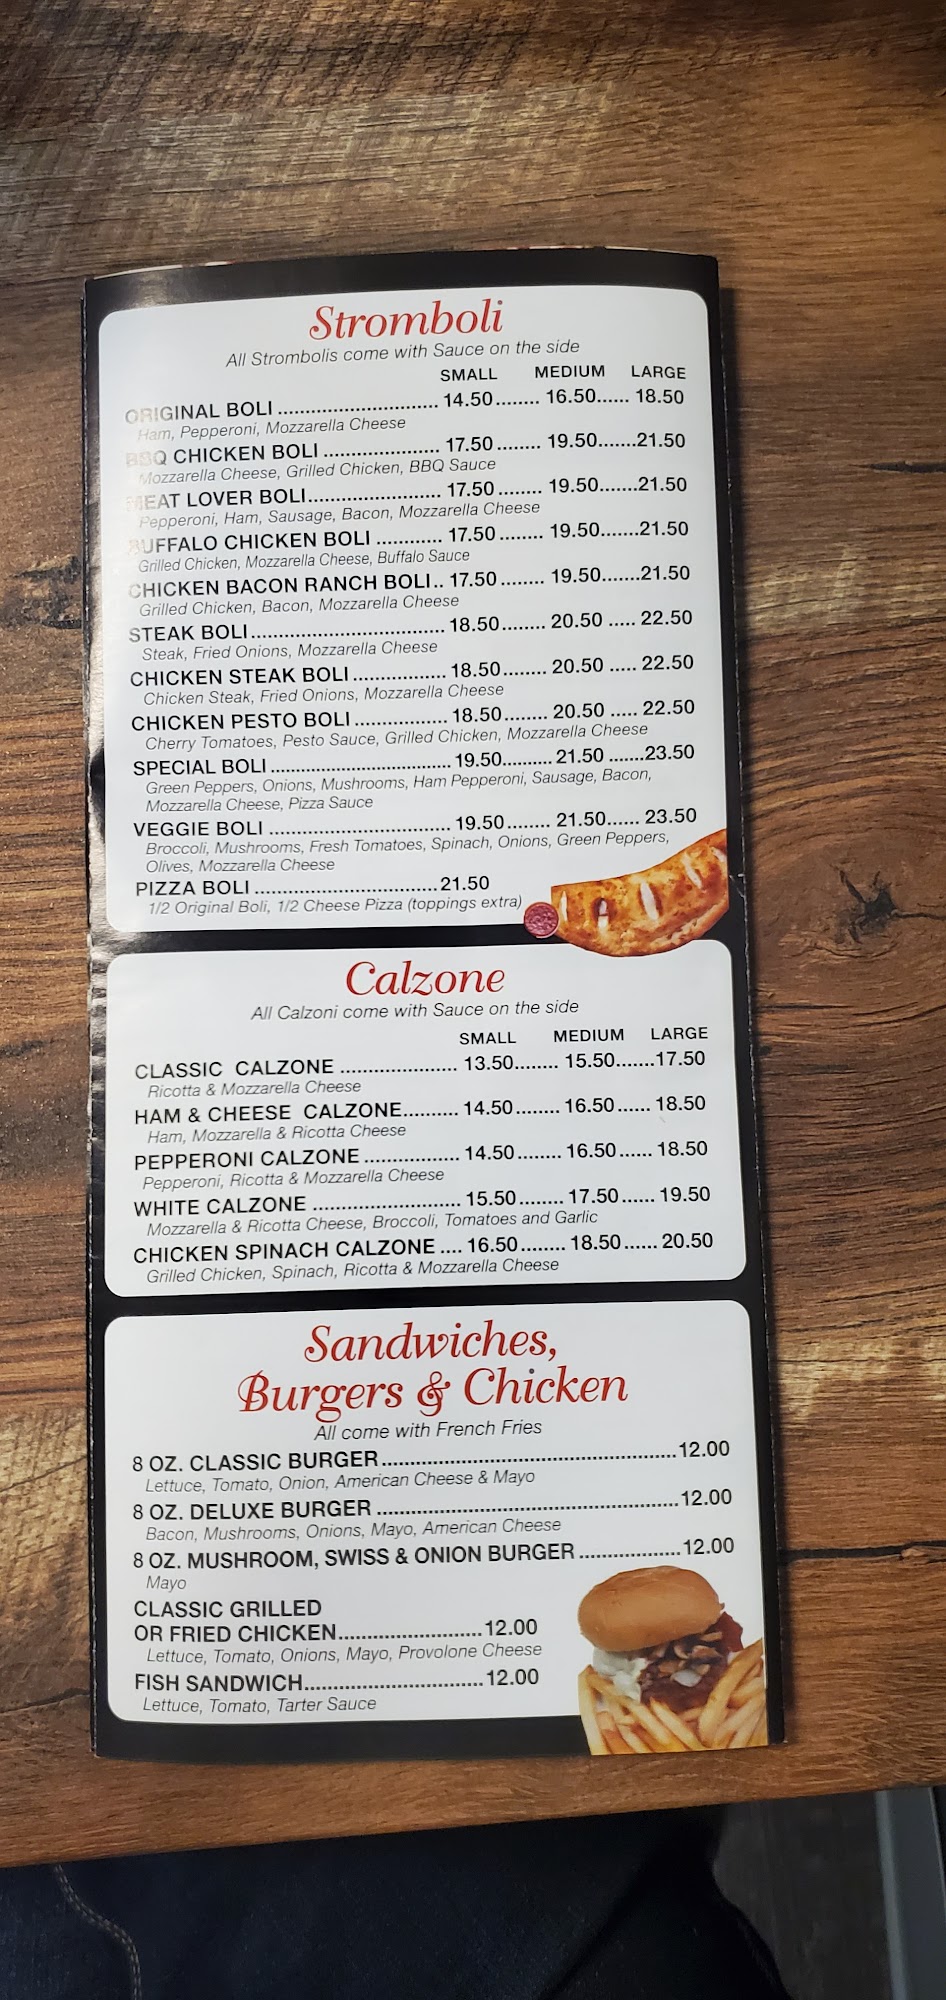 Stromboli
All Strombolis come with Sauce on the side
SMALL MEDIUM LARGE
ORIGINAL BOLI ............................ 14.50........ 16.50...... 18.50
Ham, Pepperoni, Mozzarella Cheese
BBQ CHICKEN BOLI .................... 17.50 ........ 19.50.......21.50
Mozzarella Cheese, Grilled Chicken, BBQ Sauce
MEAT LOVER BOLI....................... 17.50 ........ 19.50.......21.50
Pepperoni, Ham, Sausage, Bacon, Mozzarella Cheese
BUFFALO CHICKEN BOLI ............ 17.50 ........ 19.50.......21.50
Grilled Chicken, Mozzarella Cheese, Buffalo Sauce
CHICKEN BACON RANCH BOLI.. 17.50 ........ 19.50.......21.50
Grilled Chicken, Bacon, Mozzarella Cheese
STEAK BOLI.................................. 18.50........ 20.50 ..... 22.50
Steak, Fried Onions, Mozzarella Cheese
CHICKEN STEAK BOLI ................ 18.50........ 20.50 ..... 22.50
Chicken Steak, Fried Onions, Mozzarella Cheese
CHICKEN PESTO BOLI ................ 18.50........ 20.50 ..... 22.50
Cherry Tomatoes, Pesto Sauce, Grilled Chicken, Mozzarella Cheese
SPECIAL BOLI ............................... 19.50......... 21.50 .......23.50
Green Peppers, Onions, Mushrooms, Ham Pepperoni, Sausage, Bacon,
Mozzarella Cheese, Pizza Sauce
VEGGIE BOLI ................................ 19.50........ 21.50...... 23.50
Broccoli, Mushrooms, Fresh Tomatoes, Spinach, Onions, Green Peppers,
Olives, Mozzarella Cheese
PIZZA BOLI ................................21.50
1/2 Original Boli, 1/2 Cheese Pizza (toppings extra)
Calzone
All Calzoni come with Sauce on the side
SMALL MEDIUM LARGE
CLASSIC CALZONE .................... 13.50........ 15.50.......17.50
Ricotta & Mozzarella Cheese
HAM & CHEESE CALZONE.......... 14.50........ 16.50...... 18.50
Ham, Mozzarella & Ricotta Cheese
PEPPERONI CALZONE ................. 14.50........ 16.50...... 18.50
Pepperoni, Ricotta & Mozzarella Cheese
WHITE CALZONE .......................... 15.50........ 17.50...... 19.50
Mozzarella & Ricotta Cheese, Broccoli, Tomatoes and Garlic
CHICKEN SPINACH CALZONE .... 16.50........ 18.50...... 20.50
Grilled Chicken, Spinach, Ricotta & Mozzarella Cheese
Sandwiches,
Burgers & Chicken
All come with French Fries
8 OZ. CLASSIC BURGER....................................................12.00
Lettuce, Tomato, Onion, American Cheese & Mayo
8 OZ. DELUXE BURGER .....................................................12.00
Bacon, Mushrooms, Onions, Mayo, American Cheese
8 OZ. MUSHROOM, SWISS & ONION BURGER ..................12.00
Mayo
CLASSIC GRILLED
OR FRIED CHICKEN.........................12.00
Lettuce, Tomato, Onions, Mayo, Provolone Cheese
FISH SANDWICH...............................12.00
Lettuce, Tomato, Tarter Sauce